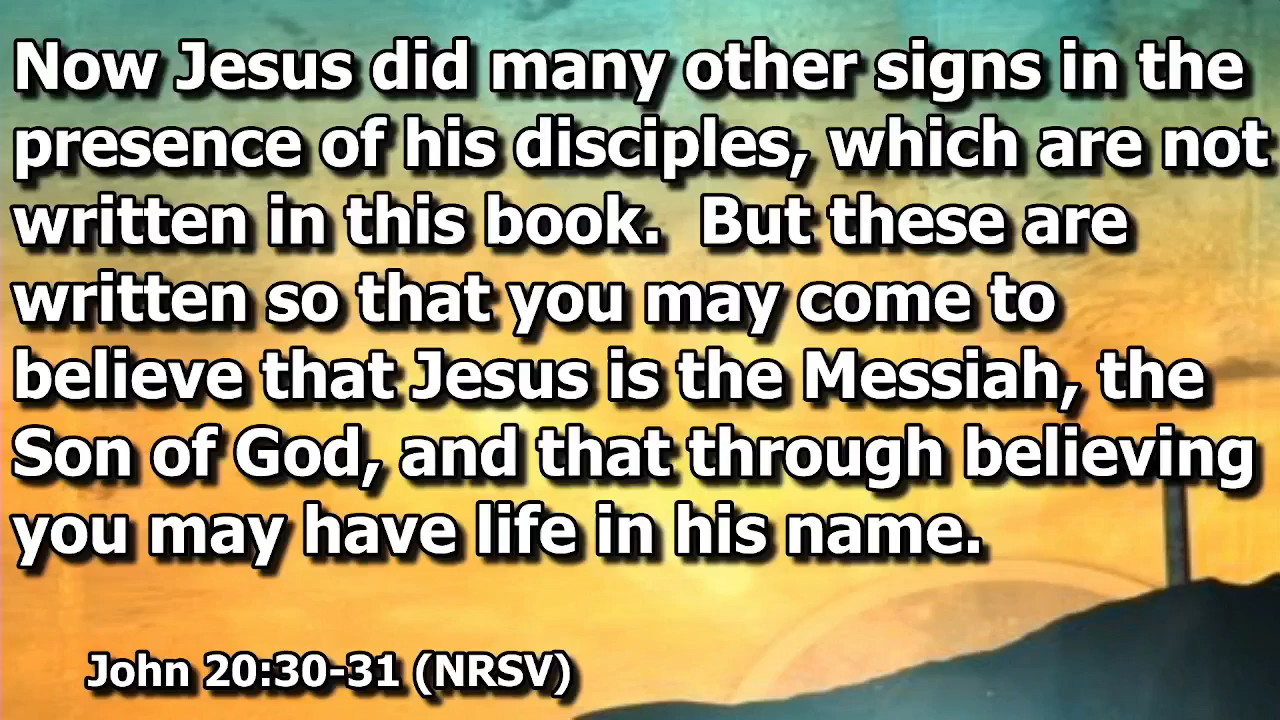 Now Jesus did many other signs in the
presence of his disciples, which are not
written in this book.  But these are
written so that you may come to
believe that Jesus is the Messiah, the
Son of God, and that through believing
you may have life in his name.
John 20:30-31 (NRSV)